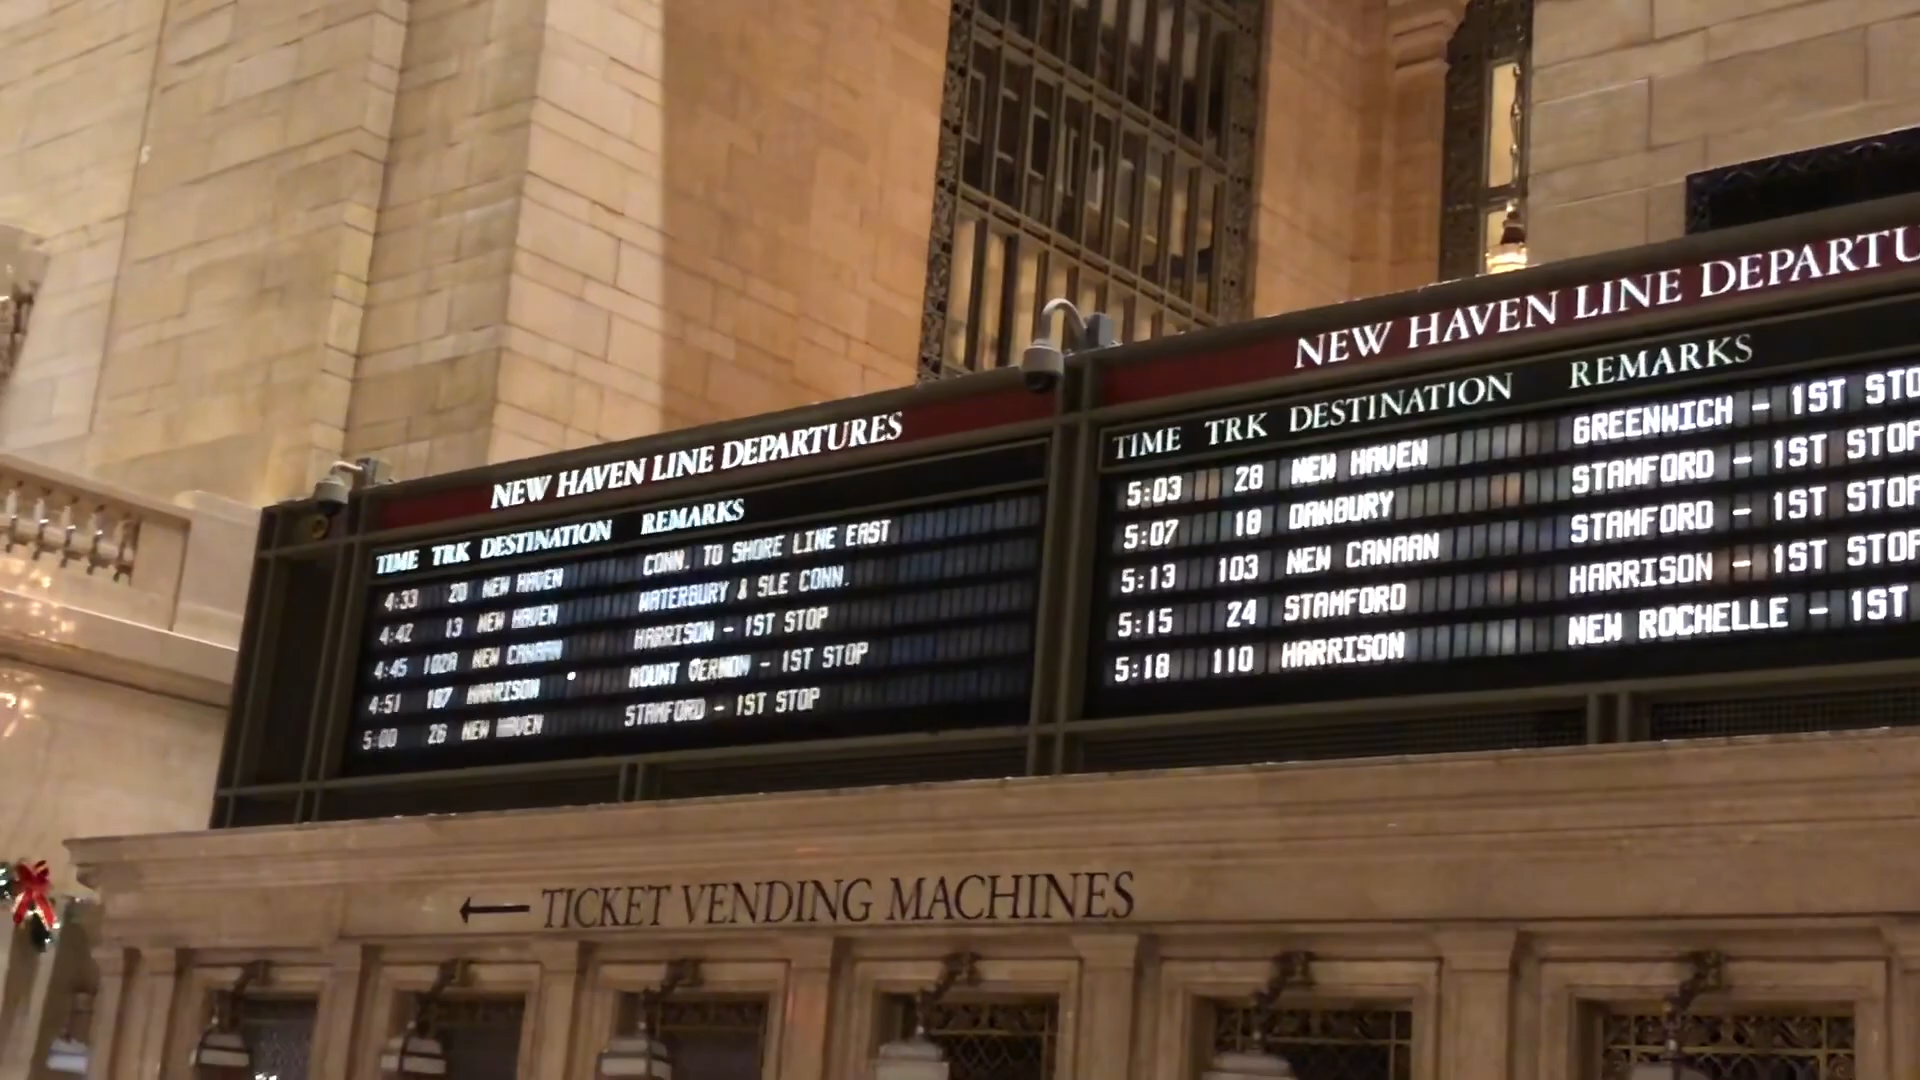 NEW HAVEN LINE DEPARTURES
TIME TRK DESTINATION REMARKS
4:33 20 NEW HAVEN CONN. TO SHORE LINE EAST
4:42 13 NEW HAVEN WATERBURY & SLE CONN.
4:45 102A NEW CANAAN HARRISON - 1ST STOP
4:51 107 HARRISON MOUNT VERNON - 1ST STOP
5:00 26 NEW HAVEN STAMFORD - 1ST STOP
NEW HAVEN LINE DEPARTU
TIME TRK DESTINATION REMARKS
5:03 28 NEW HAVEN GREENWICH - 1ST STO
5:07 18 DANBURY STAMFORD - 1ST STOP
5:13 103 NEW CANAAN STAMFORD - 1ST STOP
5:15 24 STAMFORD HARRISON - 1ST STOP
5:18 110 HARRISON NEW ROCHELLE - 1ST
← TICKET VENDING MACHINES